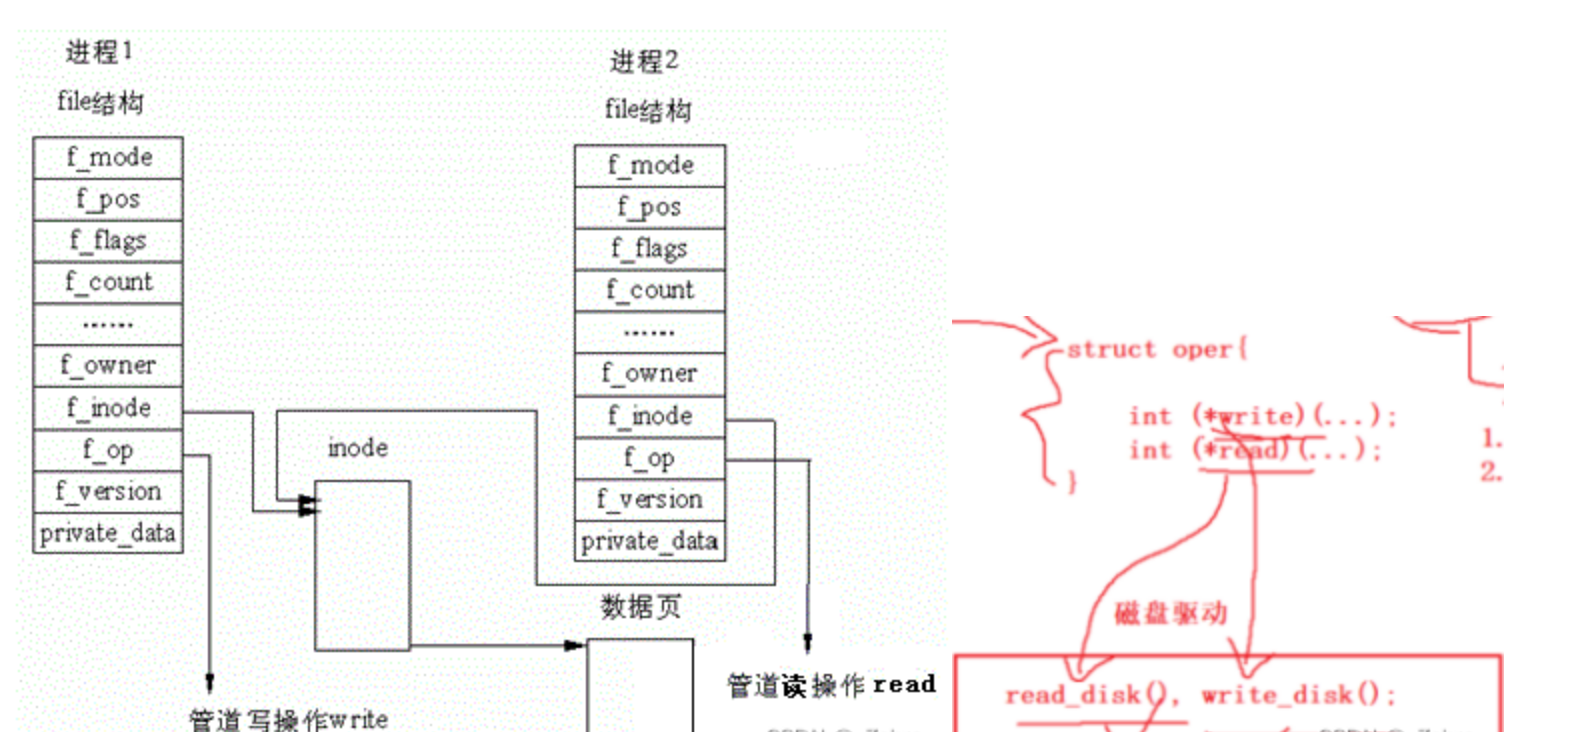 进程1
file结构
f_mode
f_pos
f_flags
f_count
......
f_owner
f_inode
f_op
f_version
private_data
管道写操作write
inode
进程2
file结构
f_mode
f_pos
f_flags
f_count
......
f_owner
f_inode
f_op
f_version
private_data
数据页
管道读操作read
struct oper{
int (*write)(...);
int (*read)(...);
}
1.
2.
磁盘驱动
read_disk(), write_disk();